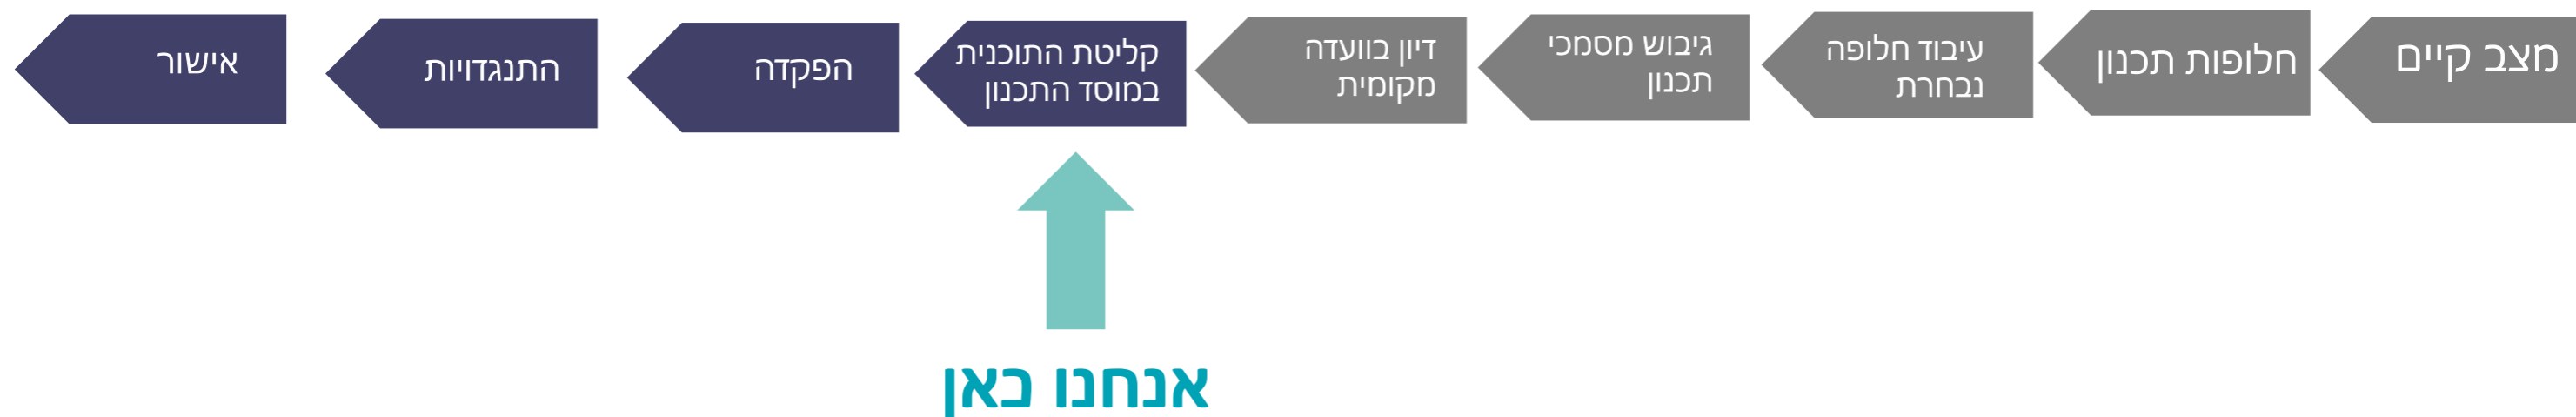 מצב קיים
חלופות תכנון
עיבוד חלופה
נבחרת
גיבוש מסמכי
תכנון
דיון בוועדה
מקומית
קליטת התוכנית
במוסד התכנון
הפקדה
התנגדויות
אישור
אנחנו כאן